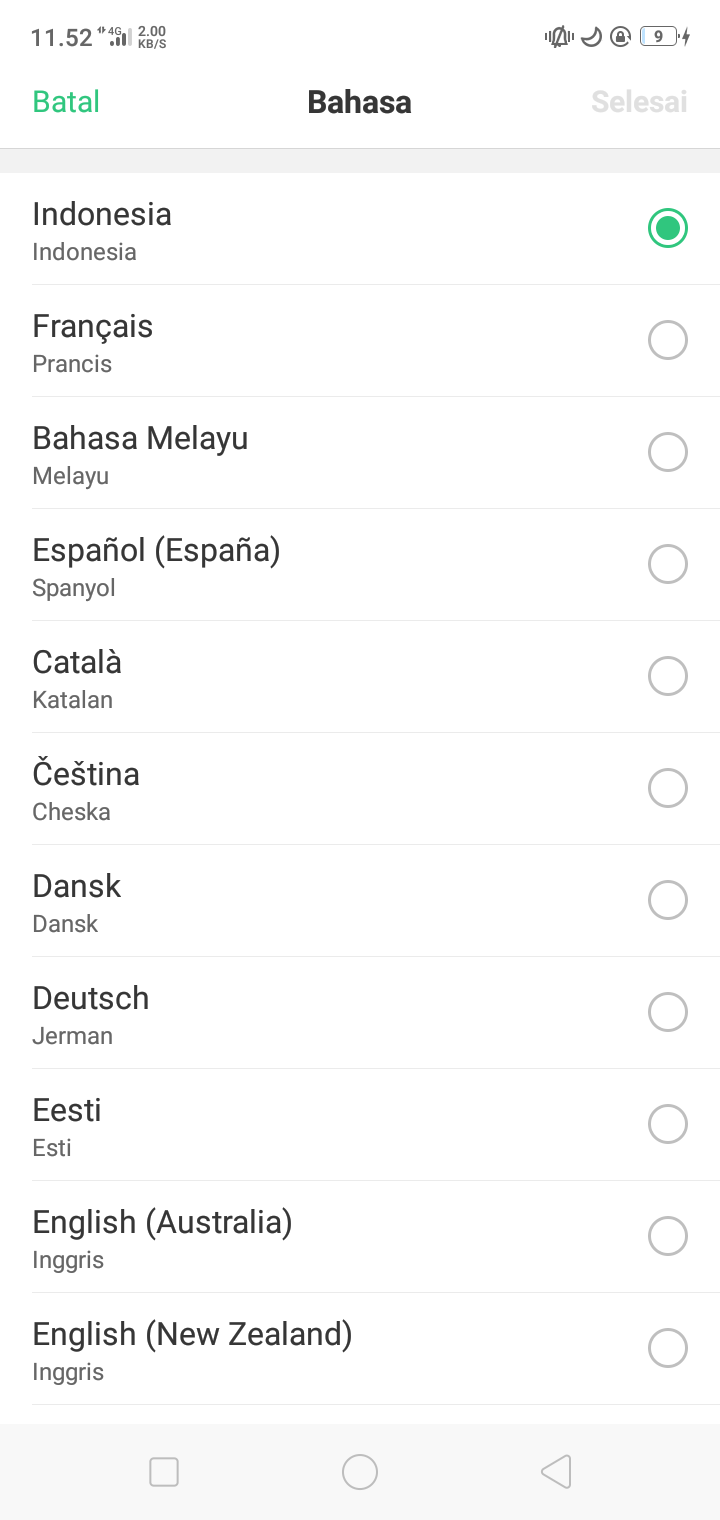 11.52 4G 2.00 KB/S 9
Batal Bahasa Selesai
Indonesia
Indonesia
Français
Prancis
Bahasa Melayu
Melayu
Español (España)
Spanyol
Català
Katalan
Čeština
Cheska
Dansk
Dansk
Deutsch
Jerman
Eesti
Esti
English (Australia)
Inggris
English (New Zealand)
Inggris